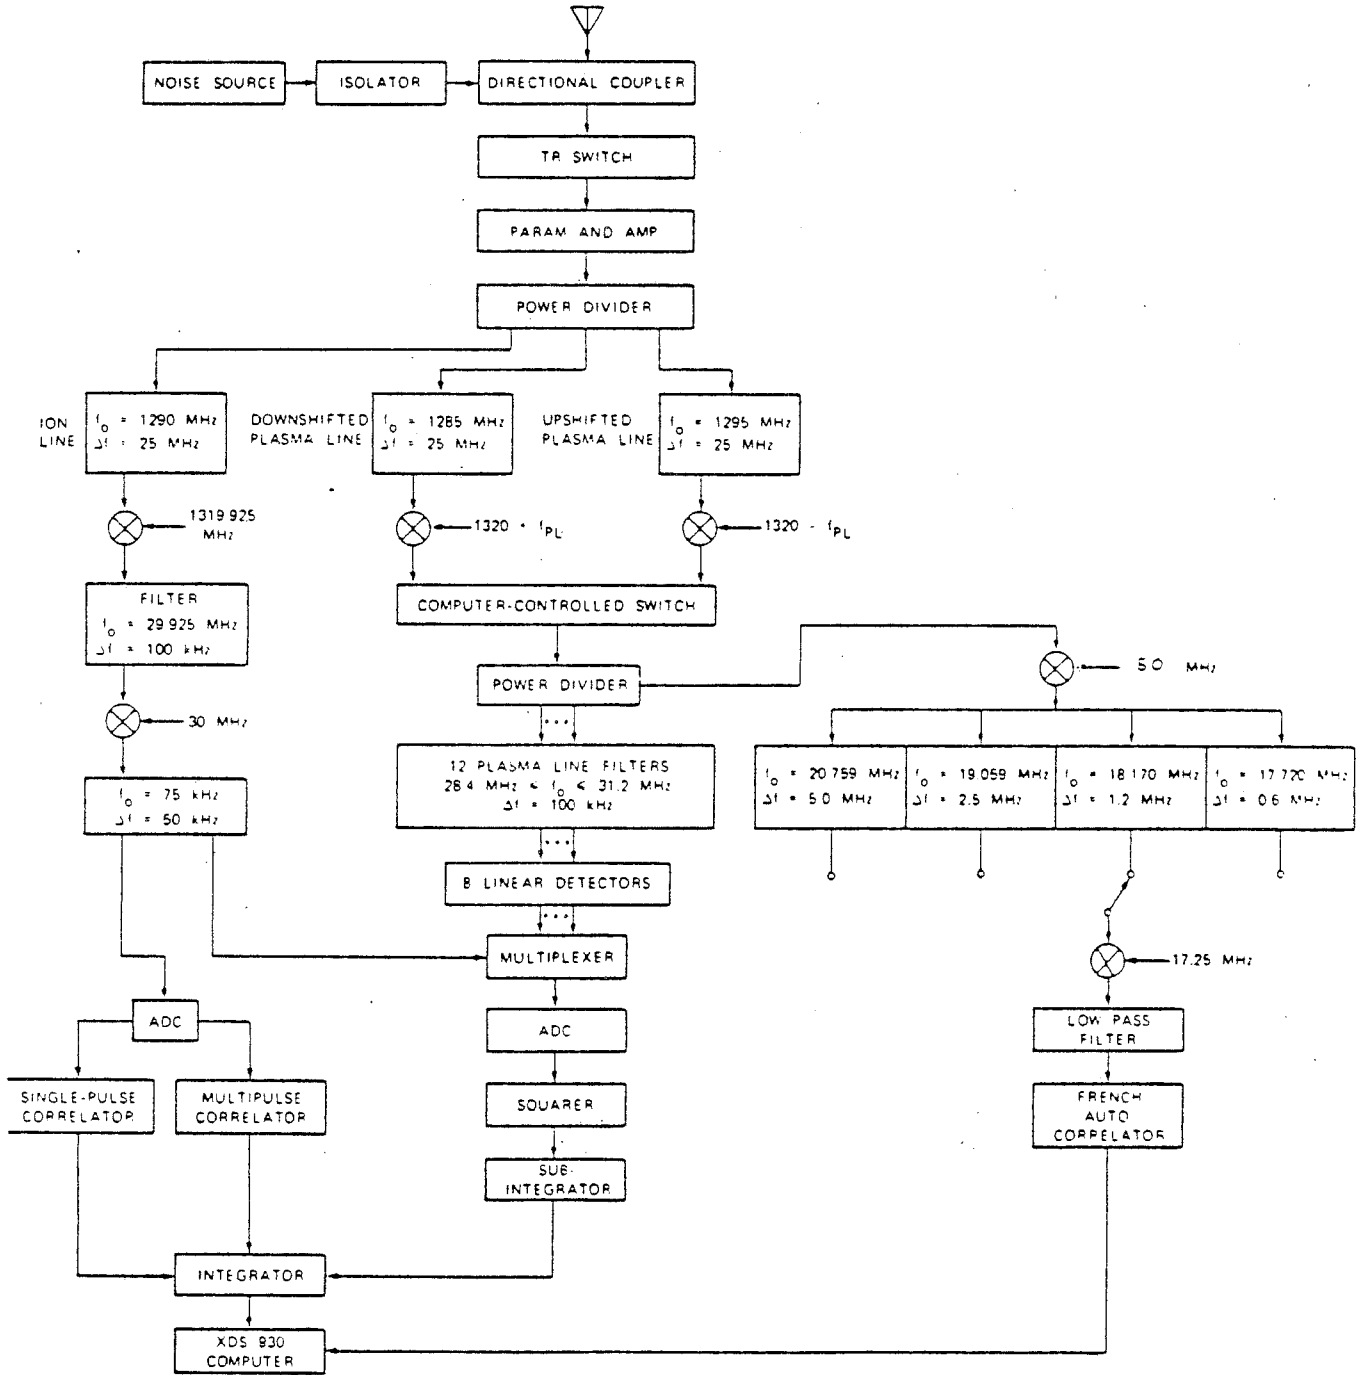 NOISE SOURCE
ISOLATOR
DIRECTIONAL COUPLER
TR SWITCH
PARAM AND AMP
POWER DIVIDER
ION
LINE
f₀ = 1290 MHz
Δf = 25 MHz
DOWNSHIFTED
PLASMA LINE
f₀ = 1285 MHz
Δf = 25 MHz
UPSHIFTED
PLASMA LINE
f₀ = 1295 MHz
Δf = 25 MHz
1319 925
MHz
1320 + fPL
1320 - fPL
FILTER
f₀ = 29 925 MHz
Δf = 100 kHz
COMPUTER-CONTROLLED SWITCH
5.0 MHz
POWER DIVIDER
30 MHz
12 PLASMA LINE FILTERS
28.4 MHz ≤ f₀ ≤ 31.2 MHz
Δf = 100 kHz
f₀ = 20.759 MHz
Δf = 5.0 MHz
f₀ = 19.059 MHz
Δf = 2.5 MHz
f₀ = 18.170 MHz
Δf = 1.2 MHz
f₀ = 17.720 MHz
Δf = 0.6 MHz
f₀ = 75 kHz
Δf = 50 kHz
8 LINEAR DETECTORS
MULTIPLEXER
17.25 MHz
ADC
ADC
LOW PASS
FILTER
SINGLE-PULSE
CORRELATOR
MULTIPULSE
CORRELATOR
SQUARER
FRENCH
AUTO
CORRELATOR
SUB-
INTEGRATOR
INTEGRATOR
XDS 930
COMPUTER